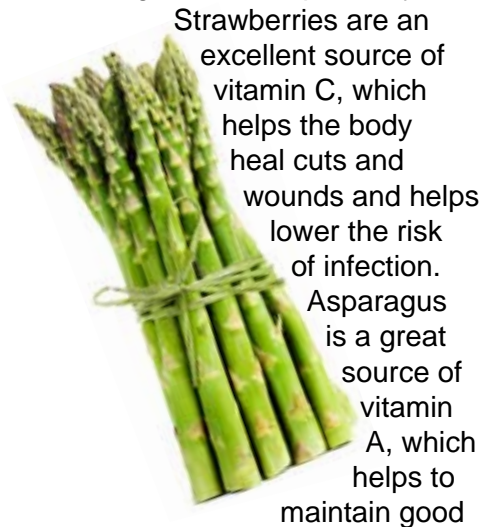 Strawberries are an
excellent source of
vitamin C, which
helps the body
heal cuts and
wounds and helps
lower the risk
of infection.
Asparagus
is a great
source of
vitamin
A, which
helps to
maintain good